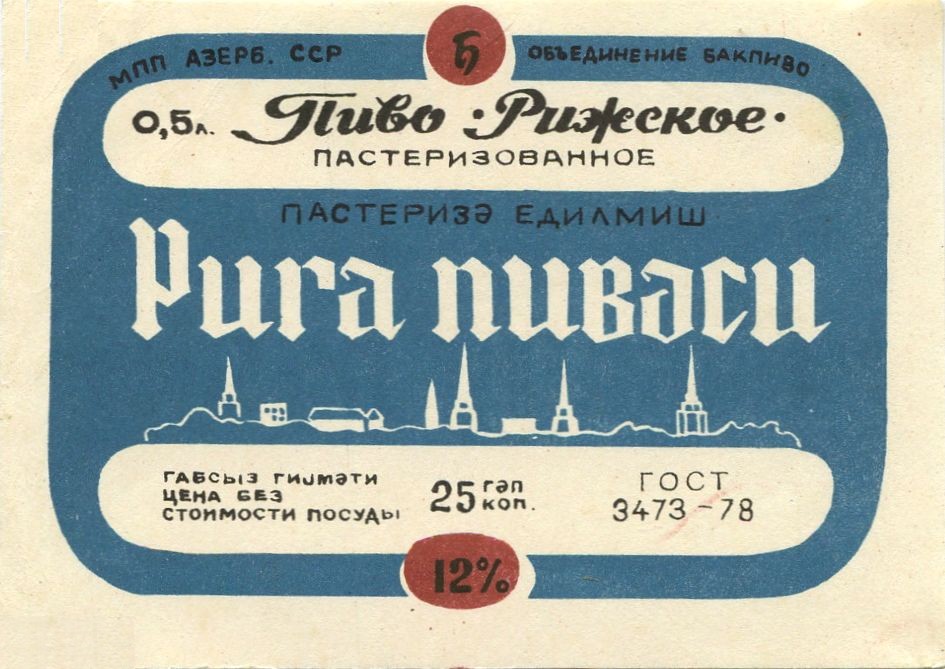 МПП АЗЕРБ. ССР
Б
ОБЪЕДИНЕНИЕ БАКПИВО
0,5л. Пиво •Рижское•
ПАСТЕРИЗОВАННОЕ
ПАСТЕРИЗӘ ЕДИЛМИШ
Рига пивәси
ГАБСЫЗ ГИЈМӘТИ
ЦЕНА БЕЗ
СТОИМОСТИ ПОСУДЫ
25 гәп
коп.
ГОСТ
3473-78
12%